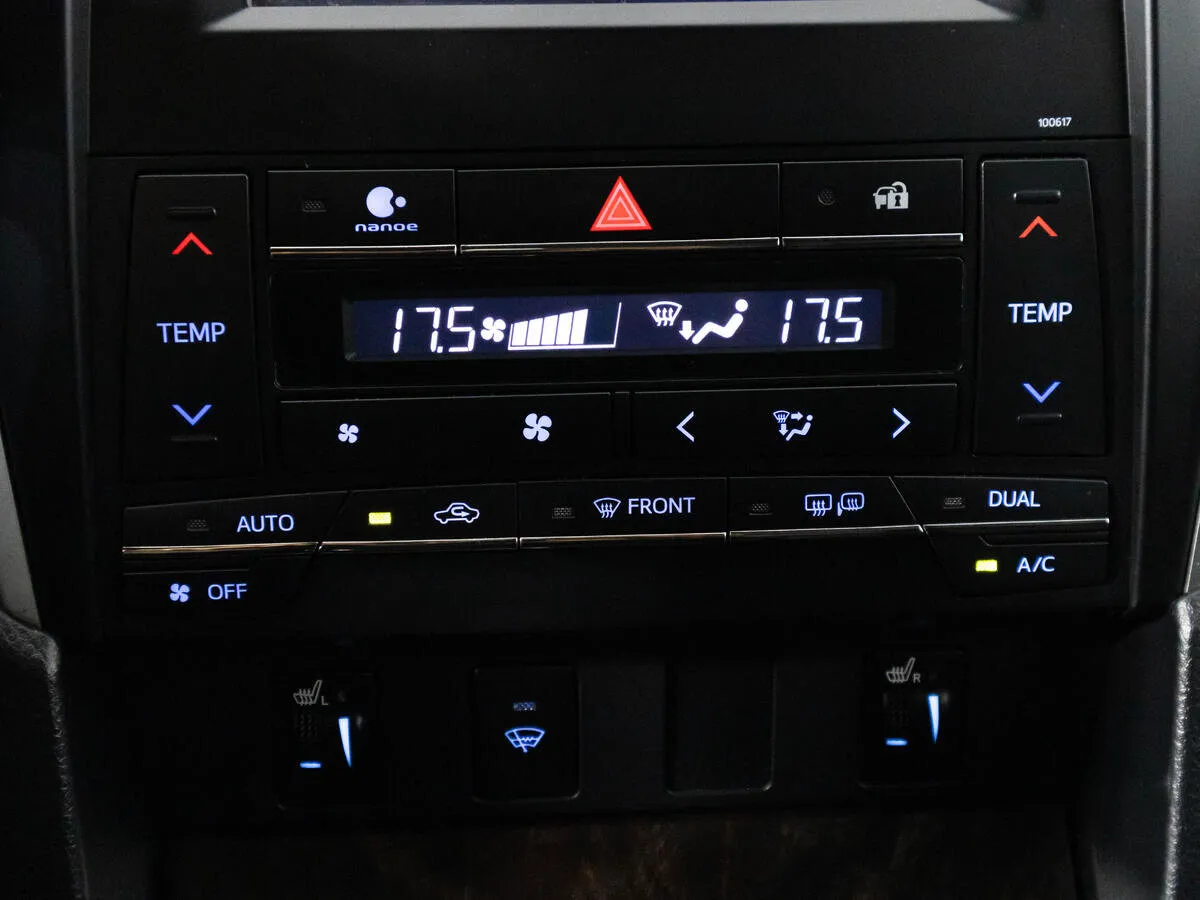 100617
nanoe
TEMP
17.5
17.5
TEMP
AUTO
FRONT
DUAL
OFF
A/C
L
R